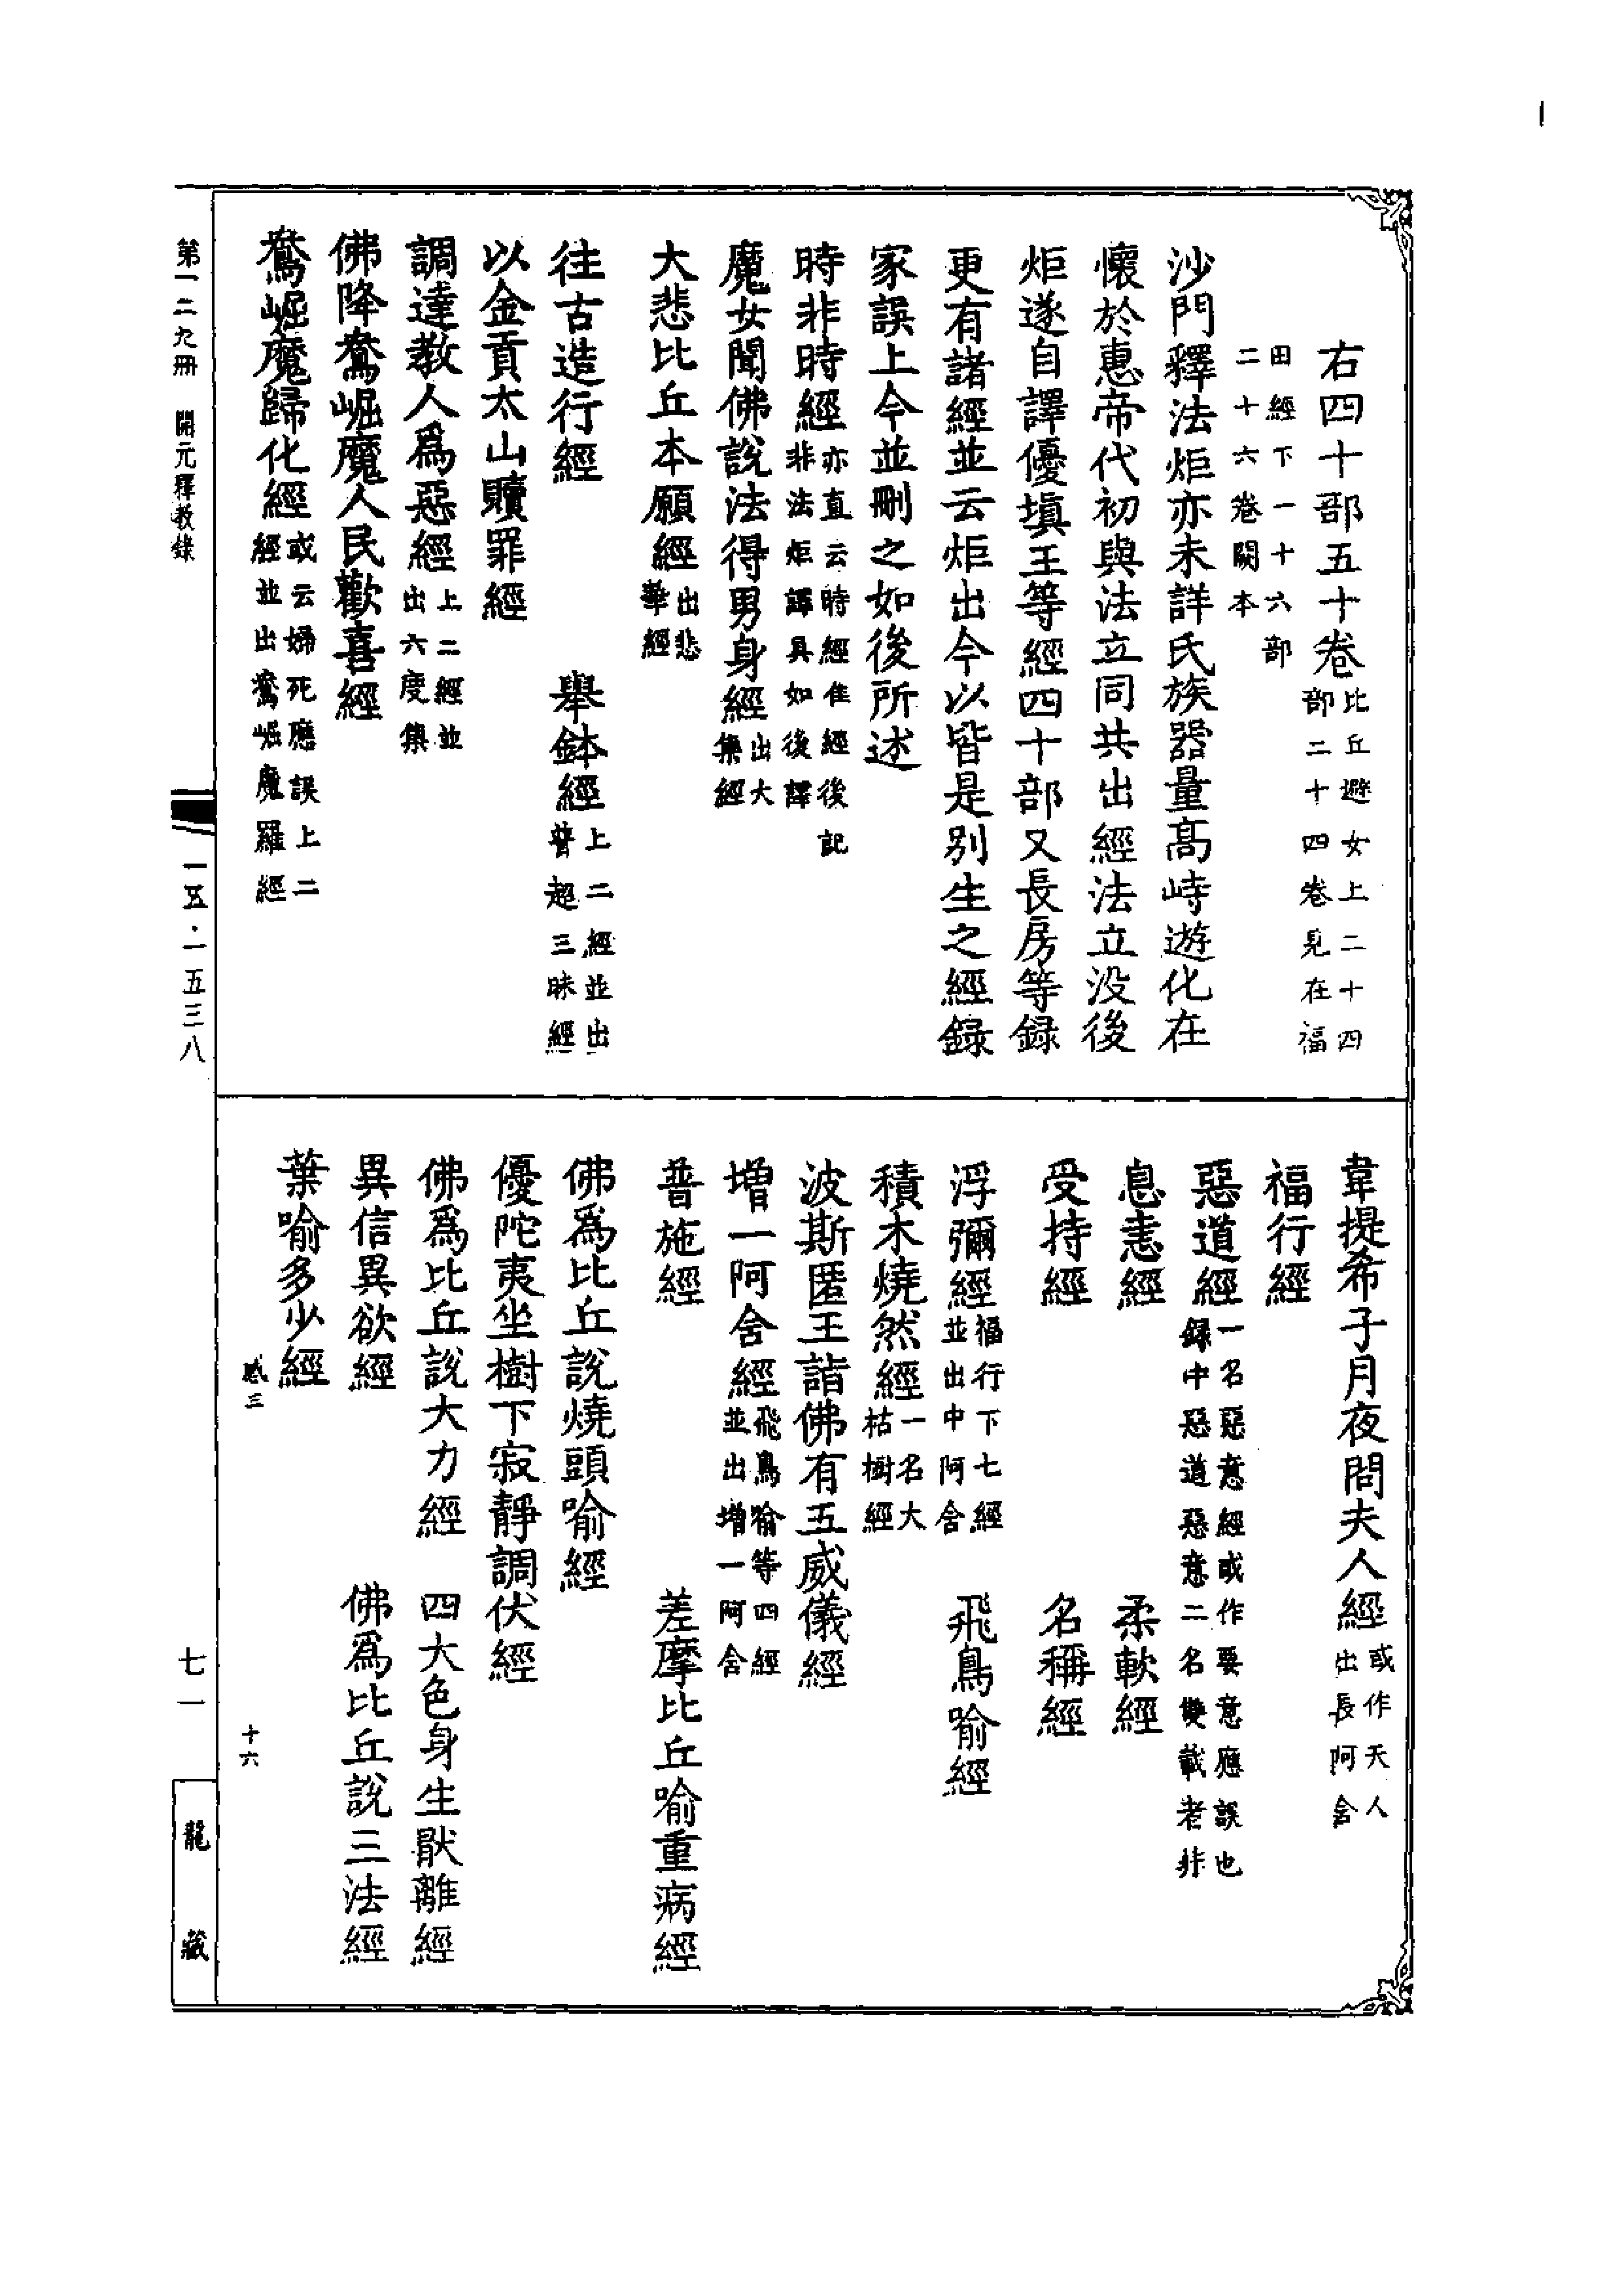 右四十部五十卷比丘避女上二十四部二十四卷見在福
田經下一十六部二十六卷闕本
沙門釋法炬亦未詳氏族器量髙峙遊化在
懷於惠帝代初與法立同共出經法立没後
炬遂自譯優塡王等經四十部又長房等録
更有諸經並云炬出今以皆是别生之經録
家誤上今並刪之如後所述
時非時經亦直云時經隹經後記非法炬譯具如後譯
魔女聞佛說法得男身經出大集經
大悲比丘本願經出悲華經
往古造行經　舉鉢經上二經並出普超三昧經
以金貢太山贖罪經
調達教人爲惡經上二經並出六度集
佛降鴦崛魔人民歡喜經
鴦崛魔歸化經或云婦死應誤上二經並出鴦崛魔羅經
韋提希子月夜問夫人經或作天人出長阿含
福行經
惡道經一名惡意經或作要意應誤也録中惡道惡意二名雙載者非
息恚經　柔軟經
受持經　名稱經
浮彌經福行下七經並出中阿含　飛鳥喻經
積木燒然經一名大枯樹經
波斯匿王詣佛有五威儀經
增一阿含經飛鳥喻等四經並出增一阿含
普施經　差摩比丘喻重病經
佛爲比丘說燒頭喻經
優陀夷坐樹下寂靜調伏經
佛爲比丘說大力經　四大色身生猒離經
異信異欲經　佛爲比丘說三法經
葉喻多少經
感三　十六
第一二九冊　開元釋教錄　一五·一五三八　七一　龍藏